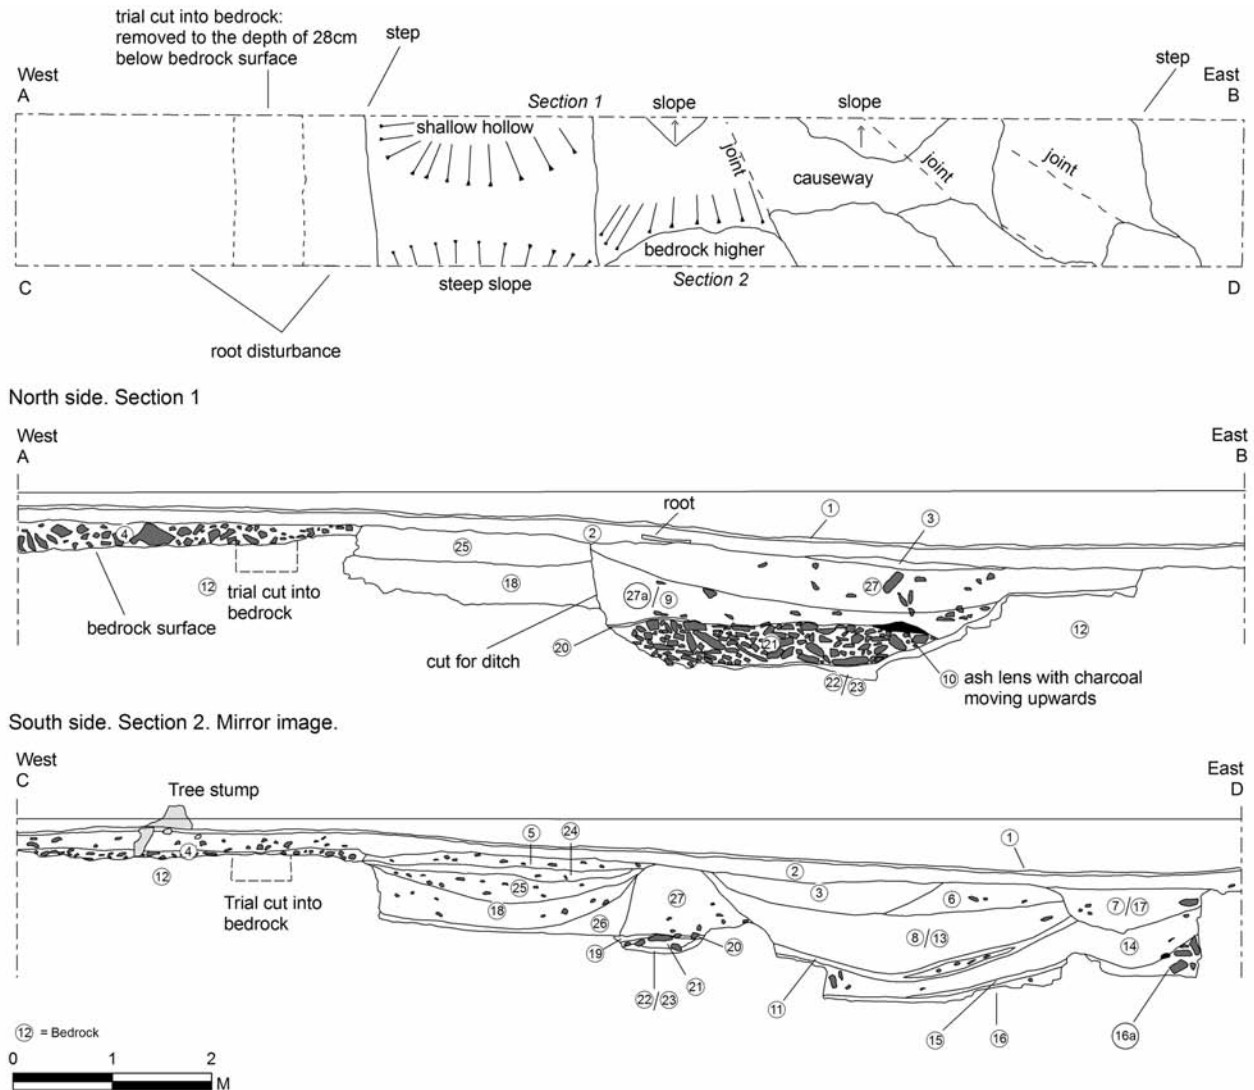 trial cut into bedrock:
removed to the depth of 28cm
below bedrock surface
step
West
A
Section 1
slope
slope
step
East
B
shallow hollow
joint
causeway
joint
joint
bedrock higher
C
steep slope
Section 2
D
root disturbance
North side. Section 1
West
A
East
B
root
1
3
2
4
25
27
12
trial cut into
bedrock
18
27a/9
bedrock surface
20
21
12
cut for ditch
22/23
10 ash lens with charcoal
moving upwards
South side. Section 2. Mirror image.
West
C
East
D
Tree stump
5
24
1
4
2
12
25
3
6
Trial cut into
bedrock
18
27
7/17
26
8/13
14
19
20
22/23
21
11
15
16
16a
12 = Bedrock
0
1
2
M